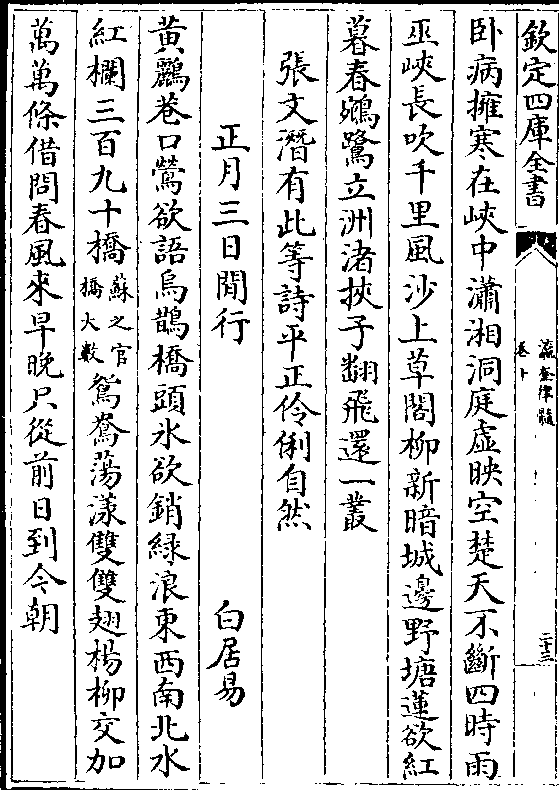 欽定四庫全書
瀛奎律髓
卷十
二十三
卧病擁寒在峽中瀟湘洞庭虛映空楚天不斷四時雨
巫峽長吹千里風沙上草閣柳新暗城邊野塘蓮欲紅
暮春鴛鷺立洲渚挾子翻飛還一叢
張文潛有此等詩平正伶俐自然
正月三日閒行
白居易
黃鸝巷口鶯欲語烏鵲橋頭氷欲銷綠浪東西南北水
紅欄三百九十橋
蘇之官
橋大數
鴛鴦蕩漾雙雙翅楊柳交加
萬萬條借問春風來早晚只從前日到今朝